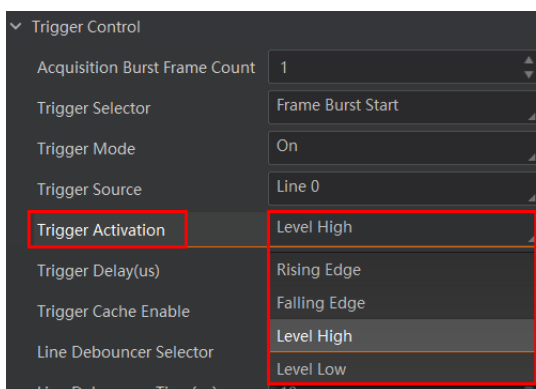 Trigger Control
Acquisition Burst Frame Count 1
Trigger Selector Frame Burst Start
Trigger Mode On
Trigger Source Line 0
Trigger Activation Level High
Trigger Delay(us) Rising Edge
Trigger Cache Enable Falling Edge
Level High
Line Debouncer Selector
Level Low